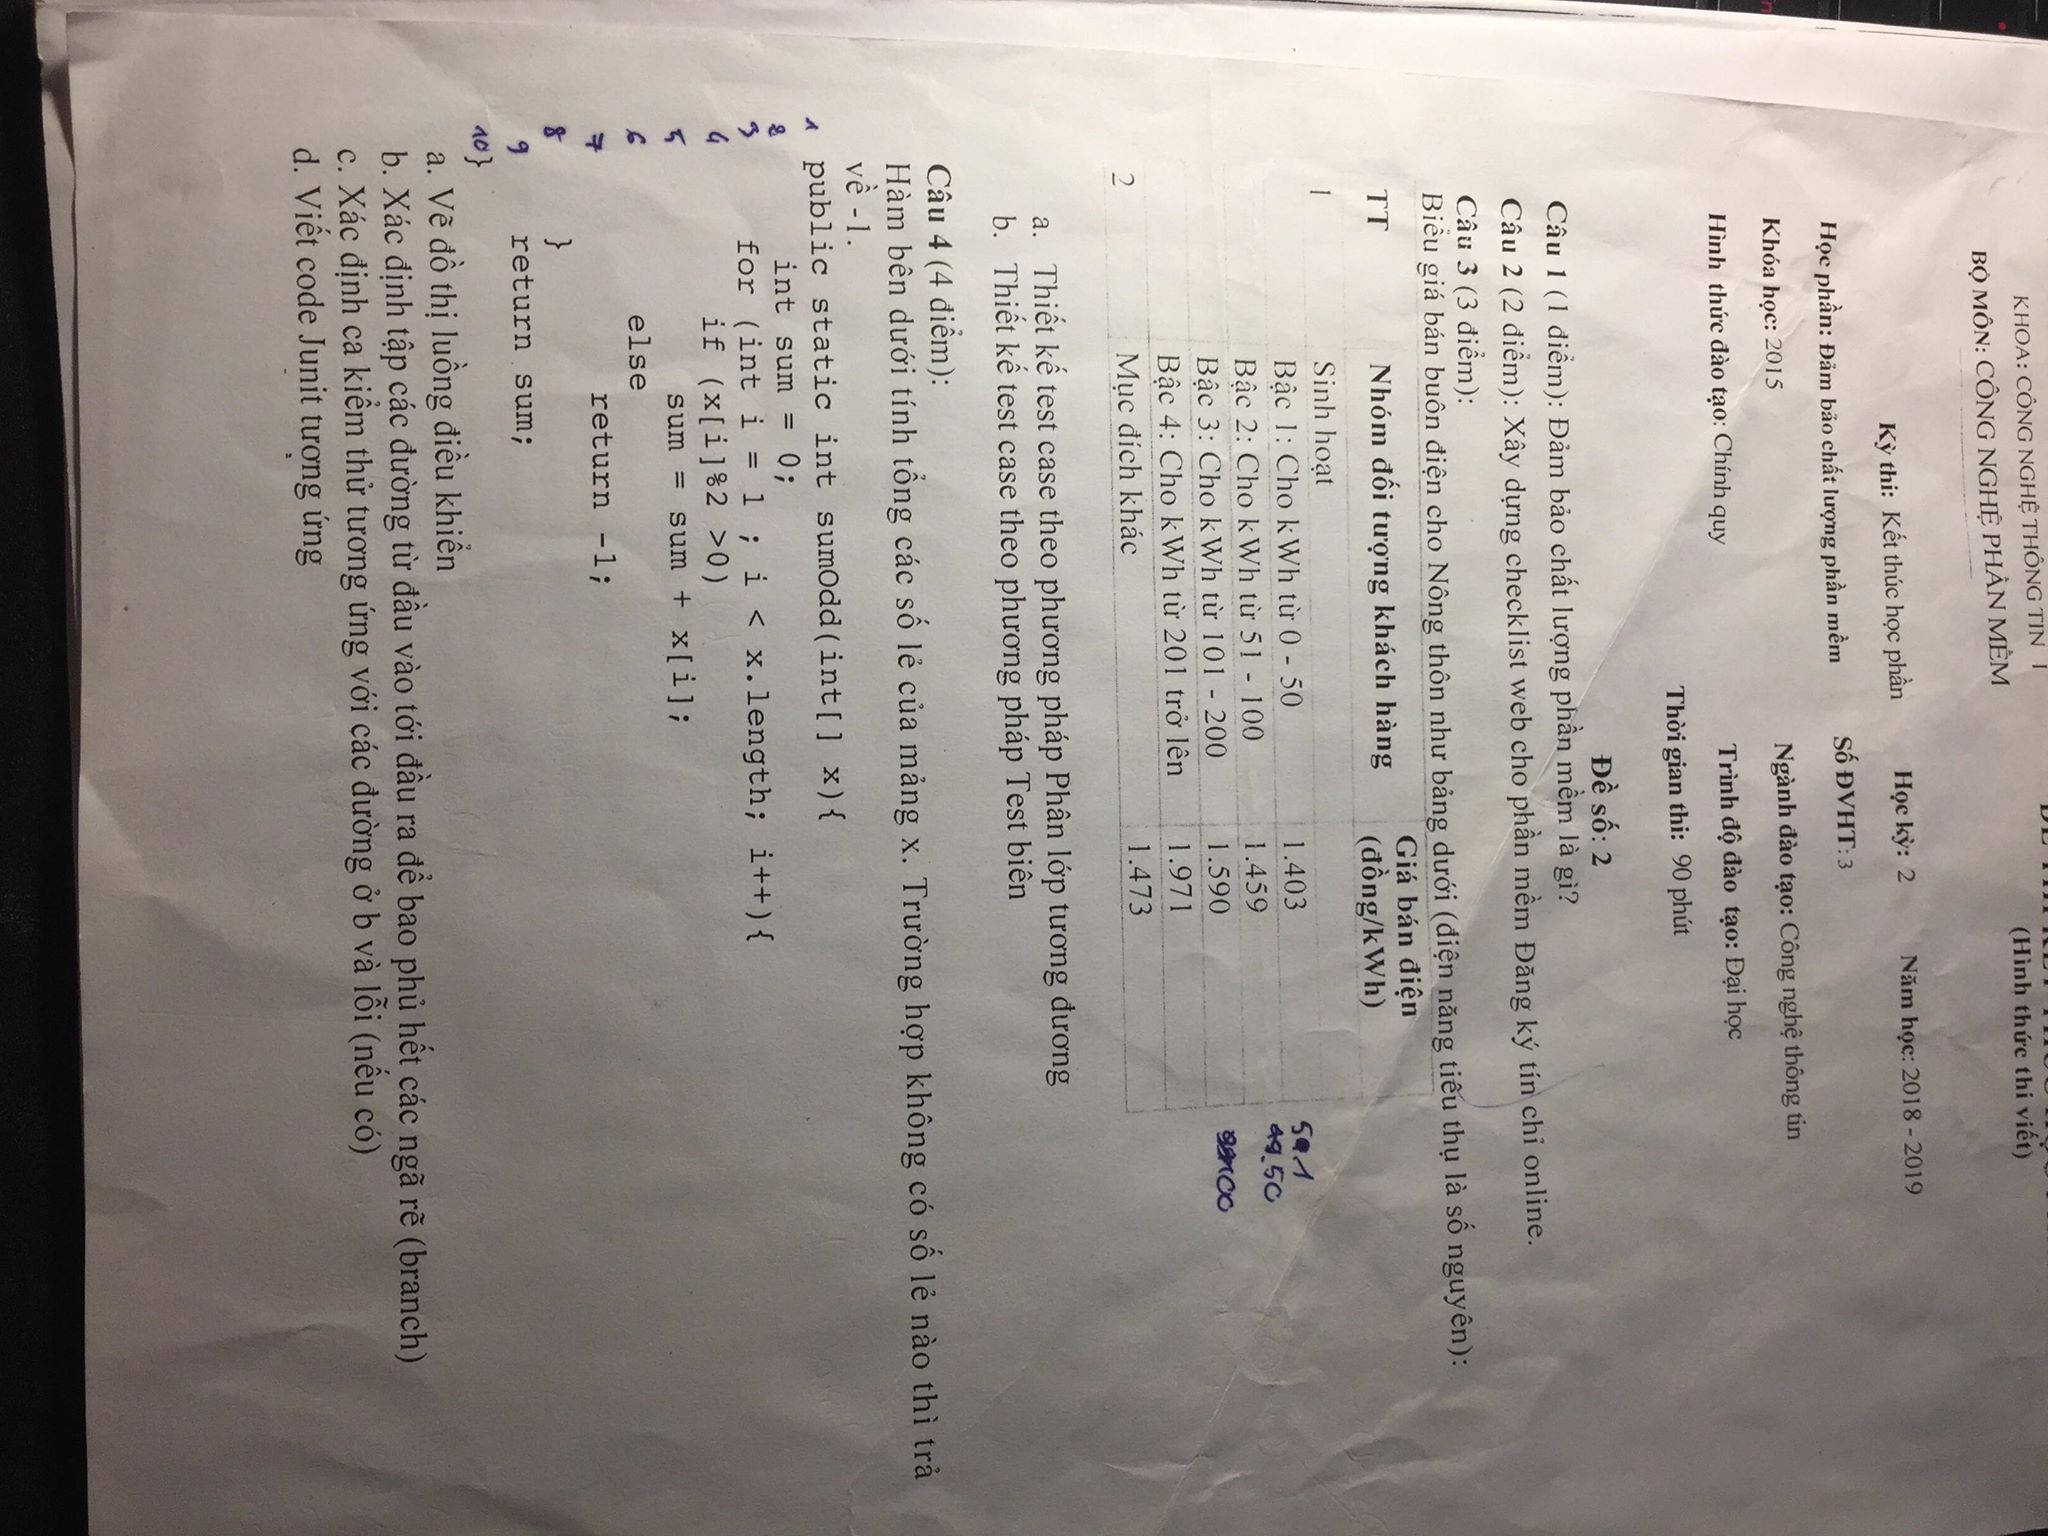 KHOA: CÔNG NGHỆ THÔNG TIN 1
(Hình thức thi viết)
BỘ MÔN: CÔNG NGHỆ PHẦN MỀM
Kỳ thi: Kết thúc học phần Học kỳ: 2 Năm học: 2018 - 2019
Học phần: Đảm bảo chất lượng phần mềm Số ĐVHT: 3
Khóa học: 2015 Ngành đào tạo: Công nghệ thông tin
Hình thức đào tạo: Chính quy Trình độ đào tạo: Đại học
Thời gian thi: 90 phút
Đề số: 2
Câu 1 (1 điểm): Đảm bảo chất lượng phần mềm là gì?
Câu 2 (2 điểm): Xây dựng checklist web cho phần mềm Đăng ký tín chỉ online.
Câu 3 (3 điểm):
Biểu giá bán buôn điện cho Nông thôn như bảng dưới (điện năng tiêu thụ là số nguyên):
TT Nhóm đối tượng khách hàng Giá bán điện
(đồng/kWh)
1 Sinh hoạt
Bậc 1: Cho kWh từ 0 - 50 1.403
Bậc 2: Cho kWh từ 51 - 100 1.459
Bậc 3: Cho kWh từ 101 - 200 1.590
Bậc 4: Cho kWh từ 201 trở lên 1.971
2 Mục đích khác 1.473
49.50
a. Thiết kế test case theo phương pháp Phân lớp tương đương
b. Thiết kế test case theo phương pháp Test biên
Câu 4 (4 điểm):
Hàm bên dưới tính tổng các số lẻ của mảng x. Trường hợp không có số lẻ nào thì trả
về -1.
1 public static int sumOdd(int[] x){
2 int sum = 0;
3 for (int i = 1 ; i < x.length; i++){
4 if (x[i]%2 >0)
5 sum = sum + x[i];
6 else
7 return -1;
8 }
9 return sum;
10 }
a. Vẽ đồ thị luồng điều khiển
b. Xác định tập các đường từ đầu vào tới đầu ra để bao phủ hết các ngã rẽ (branch)
c. Xác định ca kiểm thử tương ứng với các đường ở b và lỗi (nếu có)
d. Viết code Junit tương ứng